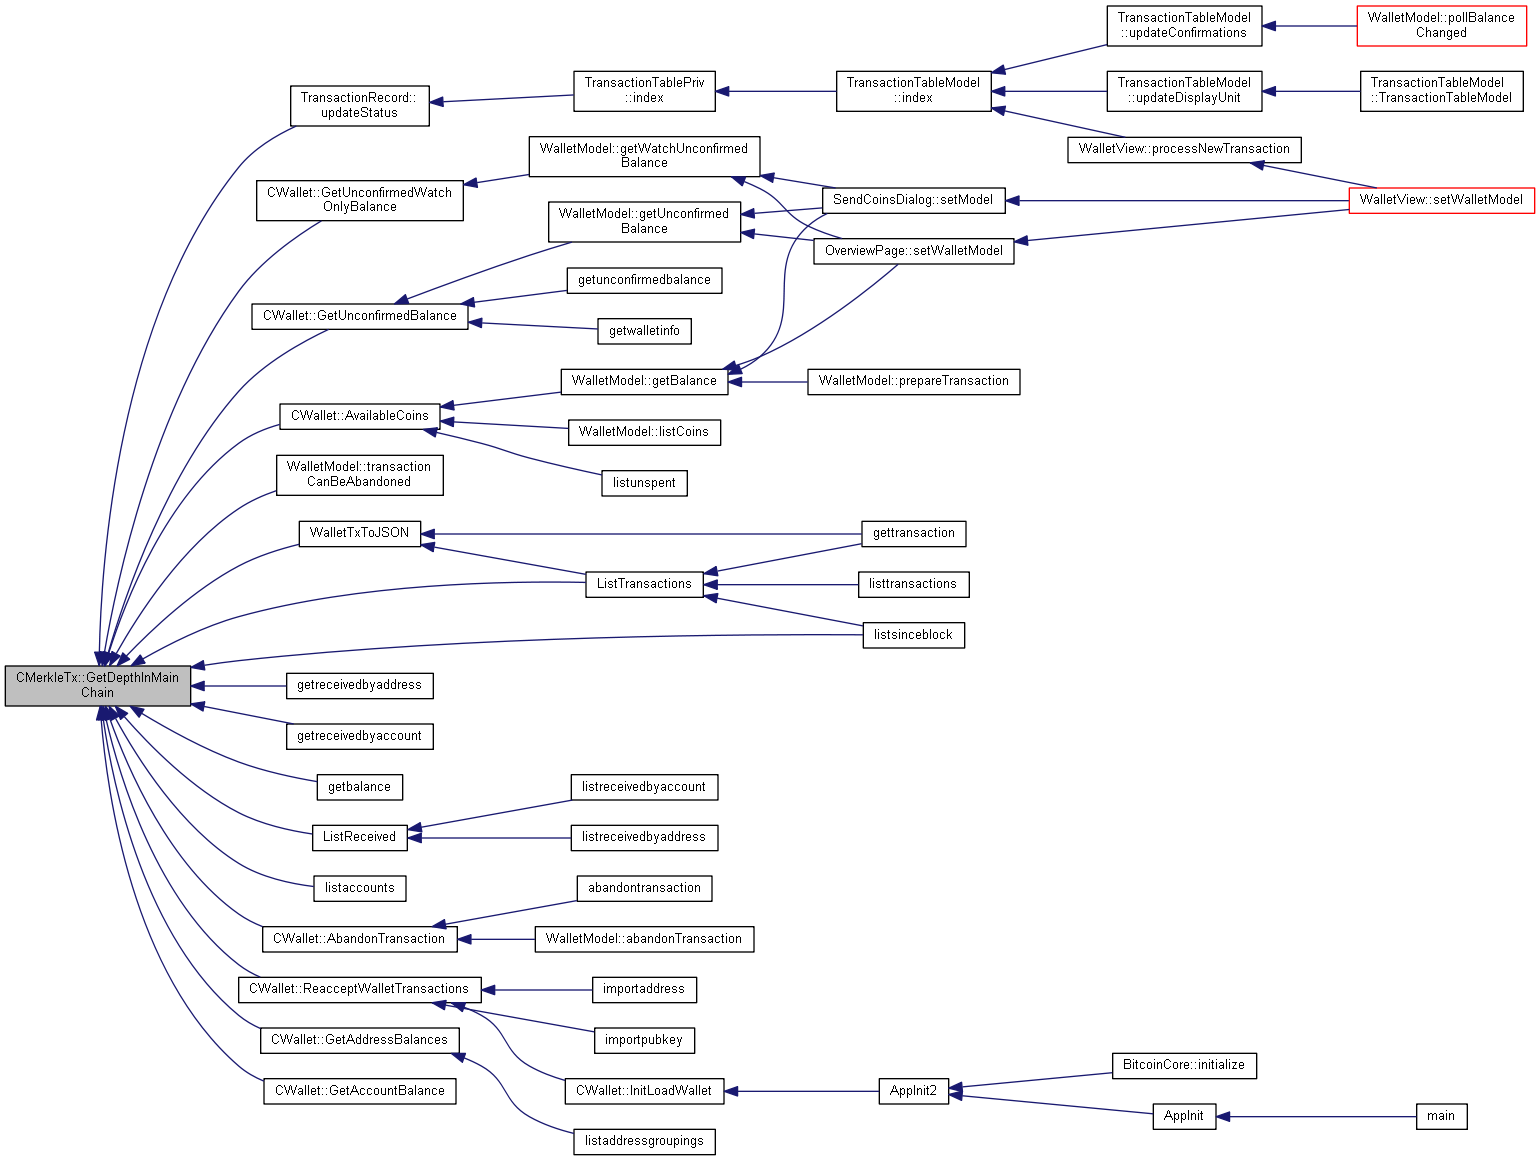 TransactionTableModel
::updateConfirmations
WalletModel::pollBalance
Changed
TransactionRecord::
updateStatus
TransactionTablePriv
::index
TransactionTableModel
::index
TransactionTableModel
::updateDisplayUnit
TransactionTableModel
::TransactionTableModel
WalletView::processNewTransaction
WalletModel::getWatchUnconfirmed
Balance
CWallet::GetUnconfirmedWatch
OnlyBalance
SendCoinsDialog::setModel
WalletView::setWalletModel
WalletModel::getUnconfirmed
Balance
OverviewPage::setWalletModel
getunconfirmedbalance
CWallet::GetUnconfirmedBalance
getwalletinfo
WalletModel::getBalance
WalletModel::prepareTransaction
CWallet::AvailableCoins
WalletModel::listCoins
WalletModel::transaction
CanBeAbandoned
listunspent
WalletTxToJSON
gettransaction
ListTransactions
listtransactions
listsinceblock
CMerkleTx::GetDepthInMain
Chain
getreceivedbyaddress
getreceivedbyaccount
getbalance
listreceivedbyaccount
ListReceived
listreceivedbyaddress
listaccounts
abandontransaction
CWallet::AbandonTransaction
WalletModel::abandonTransaction
CWallet::ReacceptWalletTransactions
importaddress
CWallet::GetAddressBalances
importpubkey
BitcoinCore::initialize
CWallet::GetAccountBalance
CWallet::InitLoadWallet
AppInit2
AppInit
main
listaddressgroupings